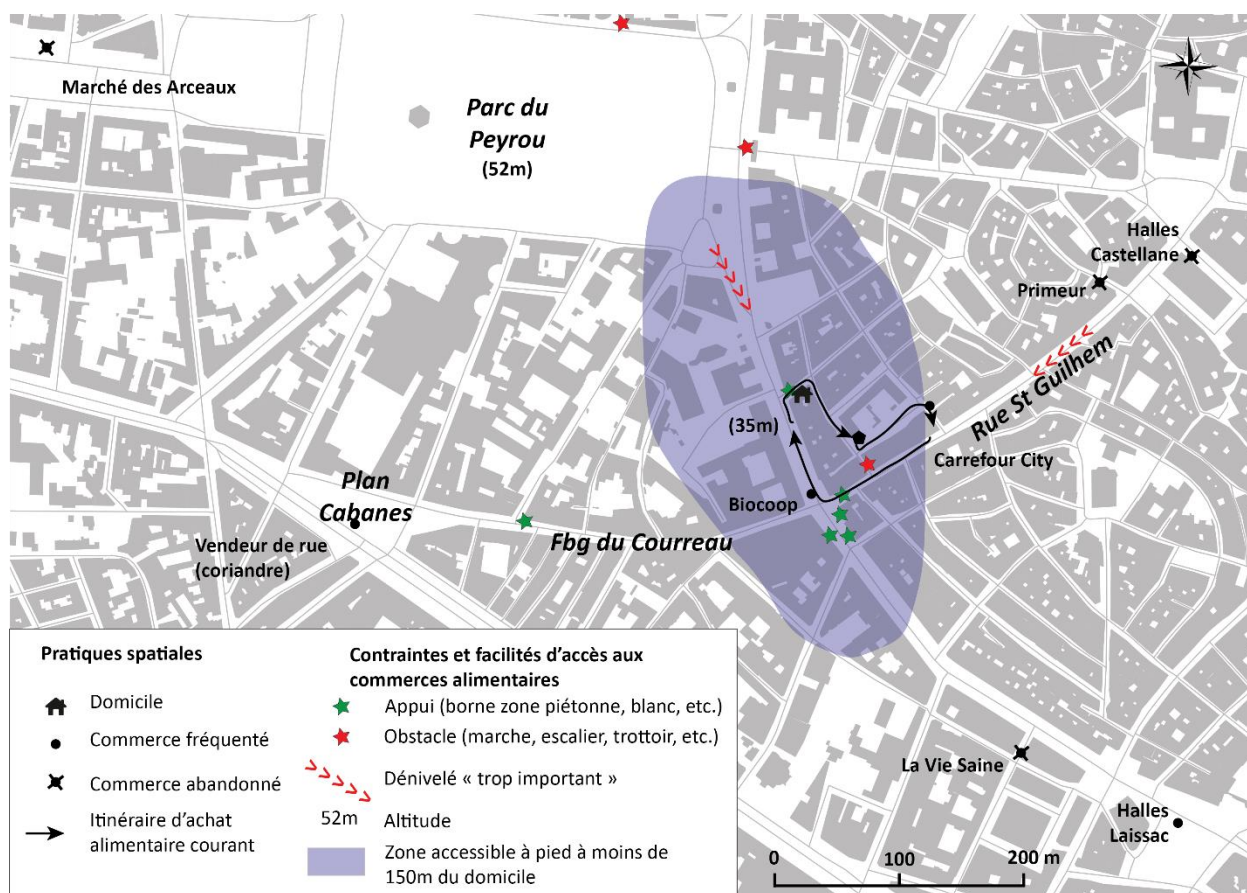 Marché des Arceaux
Parc du
Peyrou
(52m)
Halles
Castellane
Primeur
Rue St Guilhem
(35m)
Carrefour City
Biocoop
Plan
Cabanes
Fbg du Courreau
Vendeur de rue
(coriandre)
La Vie Saine
Halles
Laissac
Pratiques spatiales
Domicile
Commerce fréquenté
Commerce abandonné
Itinéraire d'achat
alimentaire courant
Contraintes et facilités d'accès aux
commerces alimentaires
Appui (borne zone piétonne, blanc, etc.)
Obstacle (marche, escalier, trottoir, etc.)
Dénivelé « trop important »
52m Altitude
Zone accessible à pied à moins de
150m du domicile
0 100 200 m